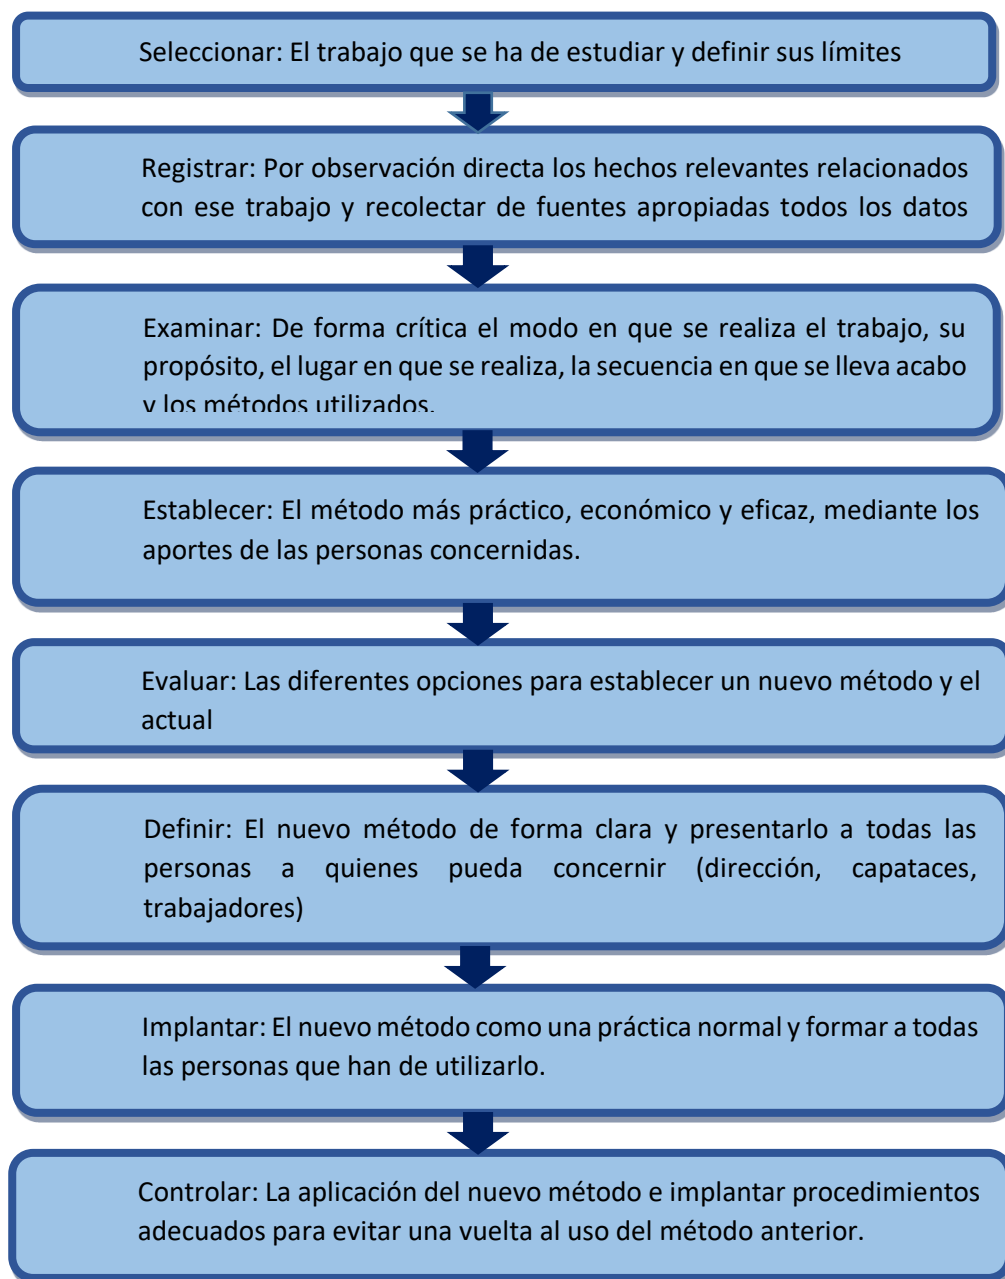 Seleccionar: El trabajo que se ha de estudiar y definir sus límites
Registrar: Por observación directa los hechos relevantes relacionados
con ese trabajo y recolectar de fuentes apropiadas todos los datos
Examinar: De forma crítica el modo en que se realiza el trabajo, su
propósito, el lugar en que se realiza, la secuencia en que se lleva acabo
y los métodos utilizados.
Establecer: El método más práctico, económico y eficaz, mediante los
aportes de las personas concernidas.
Evaluar: Las diferentes opciones para establecer un nuevo método y el
actual
Definir: El nuevo método de forma clara y presentarlo a todas las
personas a quienes pueda concernir (dirección, capataces,
trabajadores)
Implantar: El nuevo método como una práctica normal y formar a todas
las personas que han de utilizarlo.
Controlar: La aplicación del nuevo método e implantar procedimientos
adecuados para evitar una vuelta al uso del método anterior.